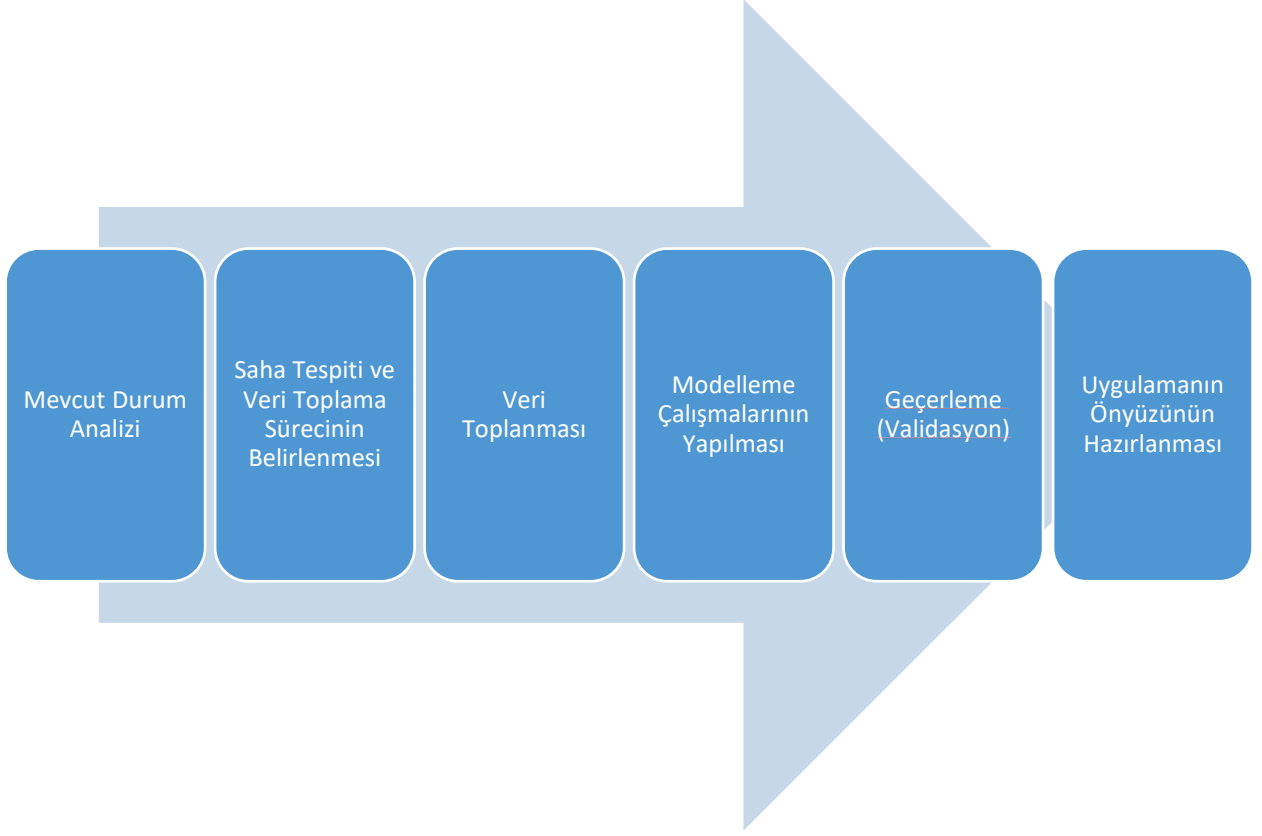 Mevcut Durum
Analizi
Saha Tespiti ve
Veri Toplama
Sürecinin
Belirlenmesi
Veri
Toplanması
Modelleme
Çalışmalarının
Yapılması
Geçerleme
(Validasyon)
Uygulamanın
Önyüzünün
Hazırlanması